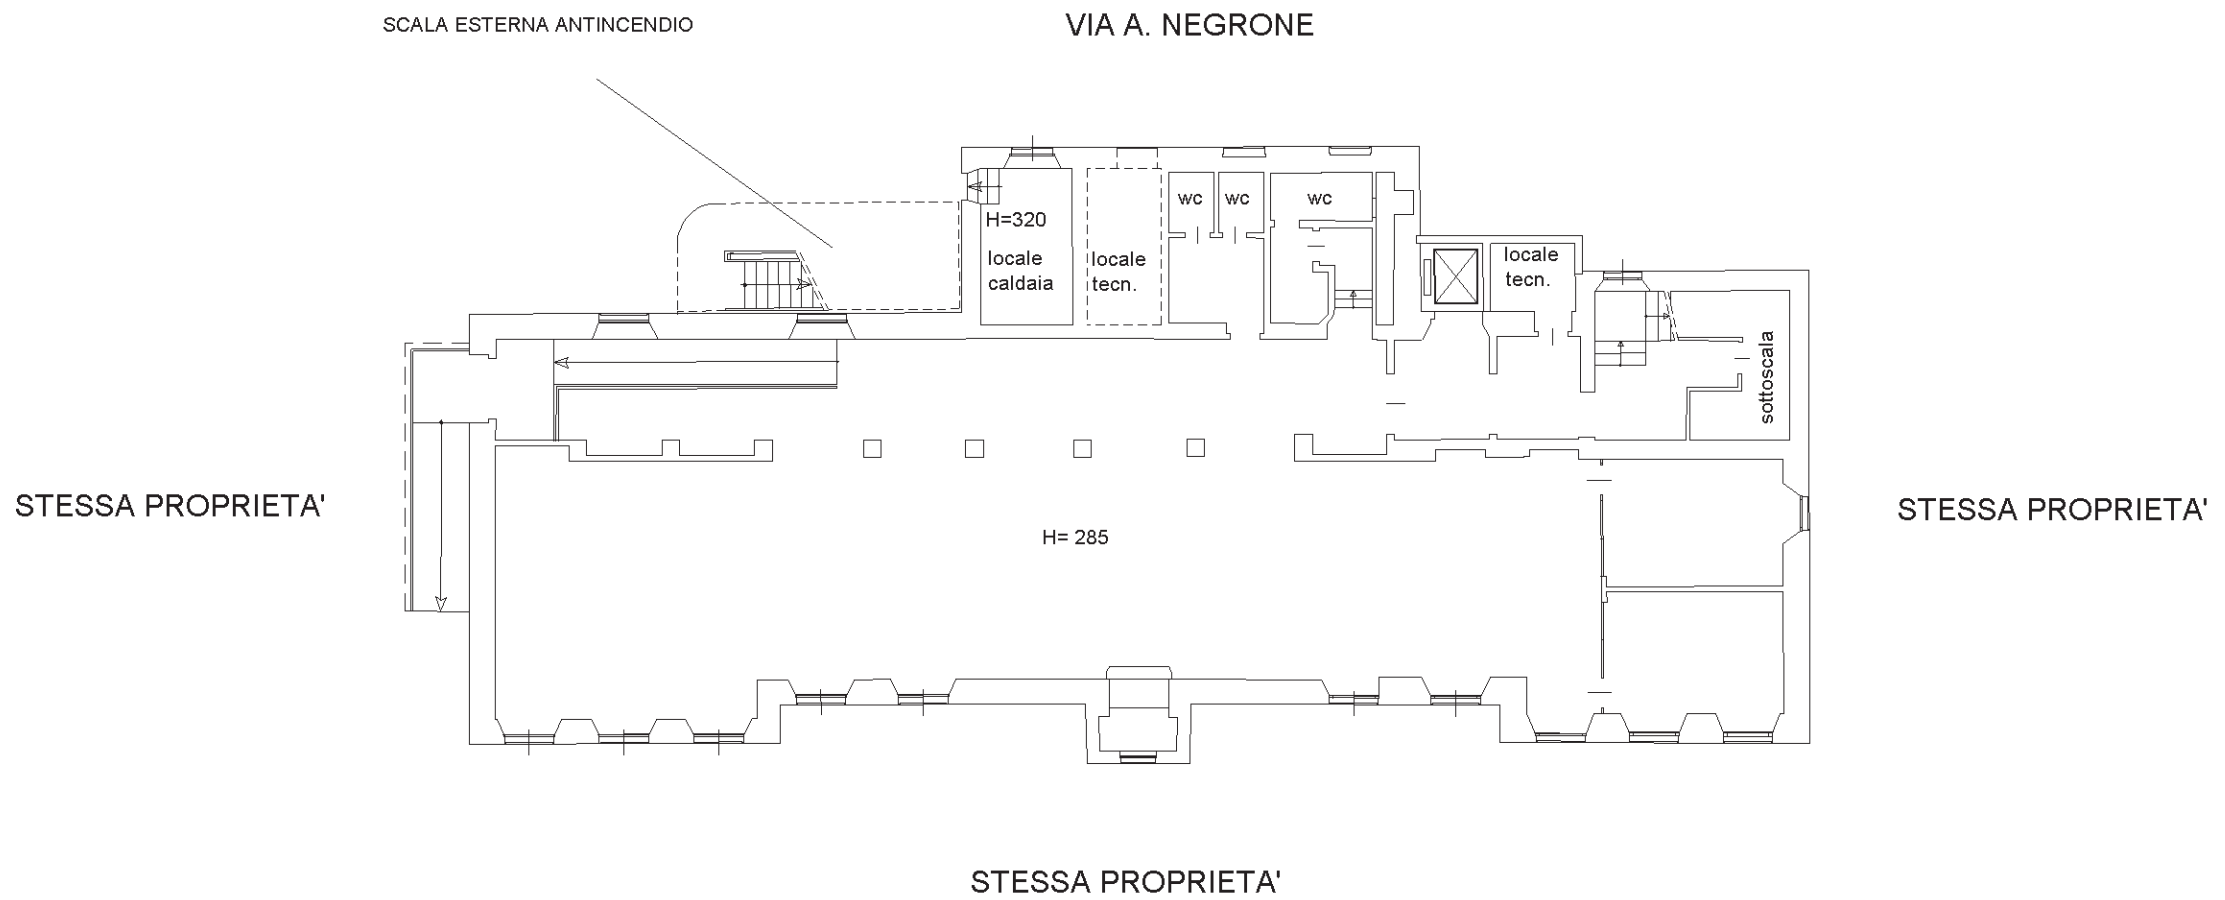 SCALA ESTERNA ANTINCENDIO
VIA A. NEGRONE
wc
wc
wc
H=320
locale
caldaia
locale
tecn.
locale
tecn.
sottoscala
STESSA PROPRIETA'
H= 285
STESSA PROPRIETA'
STESSA PROPRIETA'